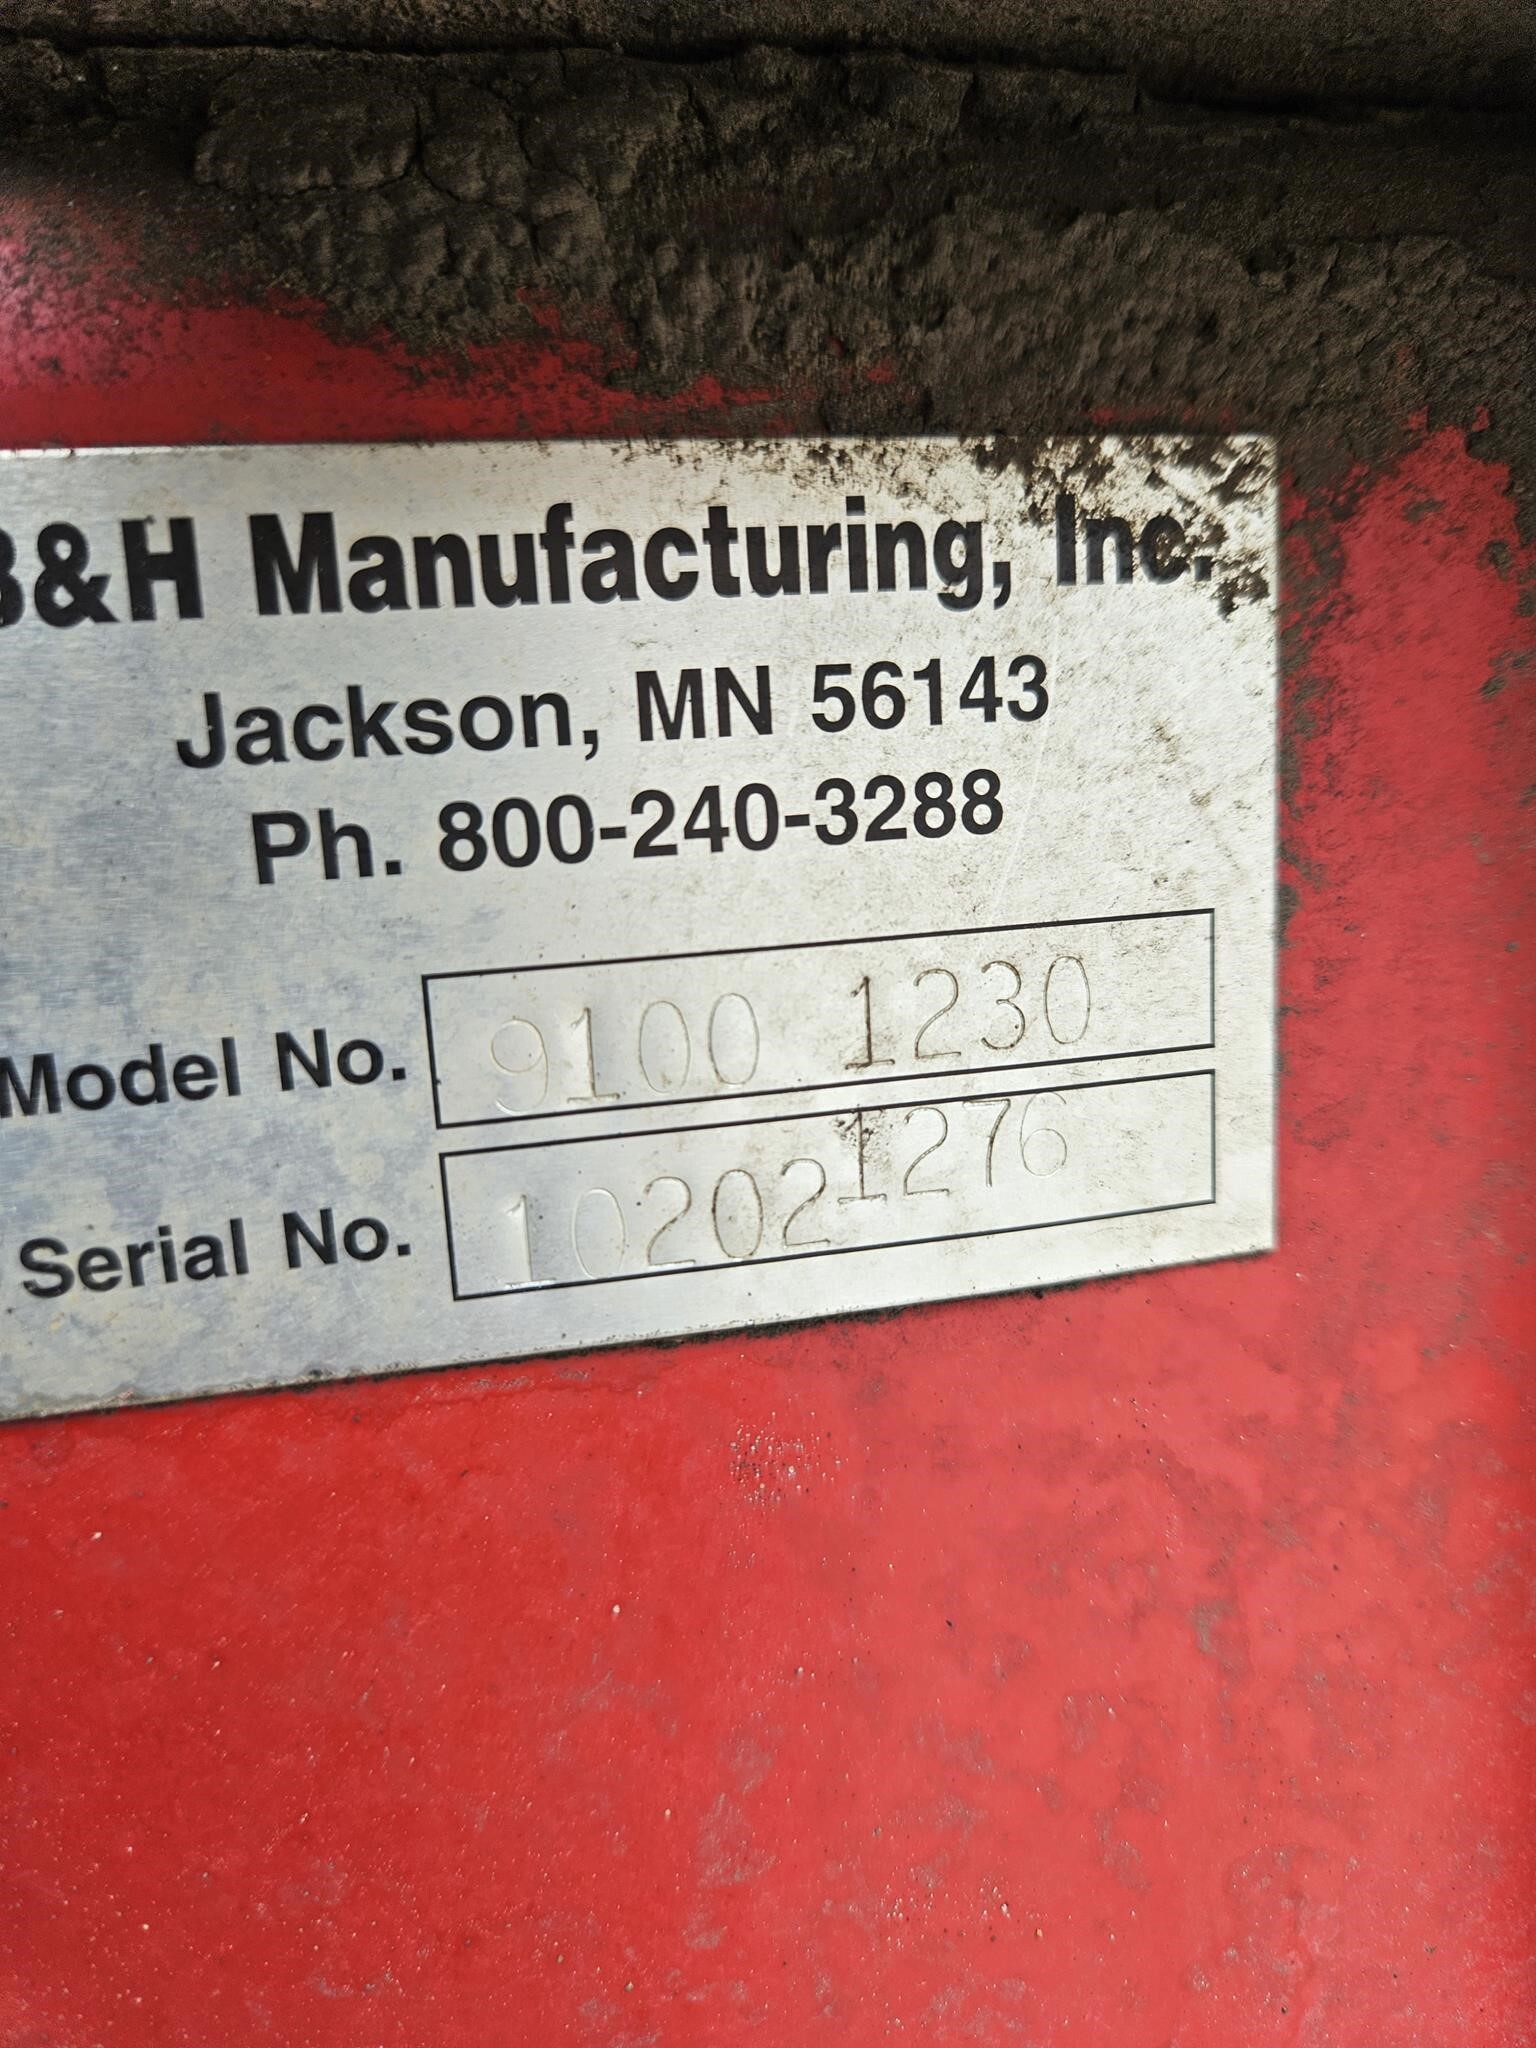 B&H Manufacturing, Inc.
Jackson, MN 56143
Ph. 800-240-3288
Model No. 9100 1230
Serial No. 102021276